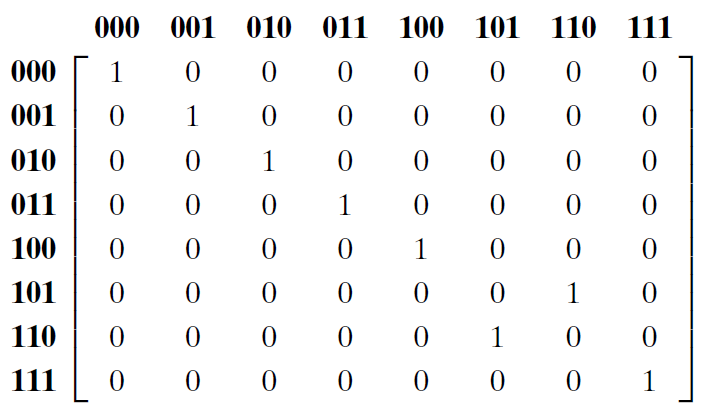 000 001 010 011 100 101 110 111
000 1 0 0 0 0 0 0 0
001 0 1 0 0 0 0 0 0
010 0 0 1 0 0 0 0 0
011 0 0 0 1 0 0 0 0
100 0 0 0 0 1 0 0 0
101 0 0 0 0 0 0 1 0
110 0 0 0 0 0 1 0 0
111 0 0 0 0 0 0 0 1